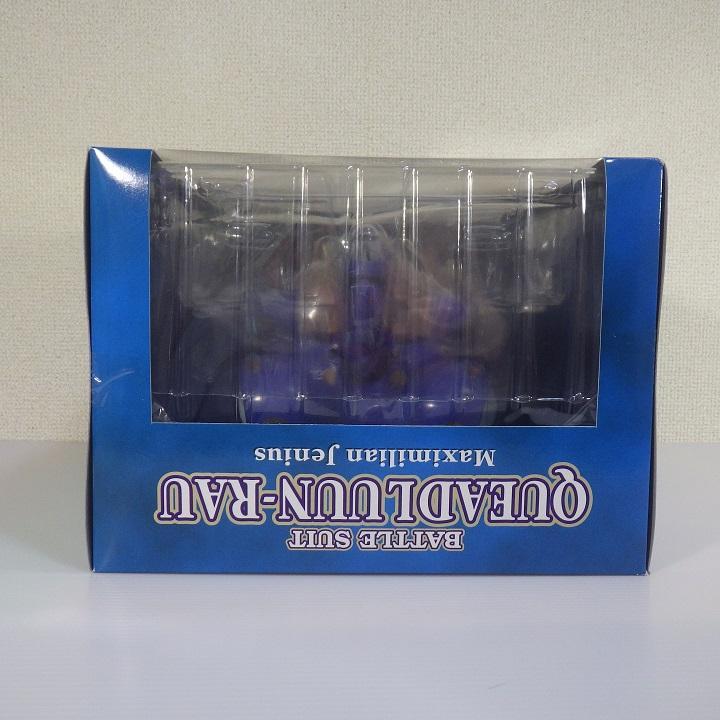 BATTLE SUIT
QUEADLUUN-RAU
Maximilian Jenius